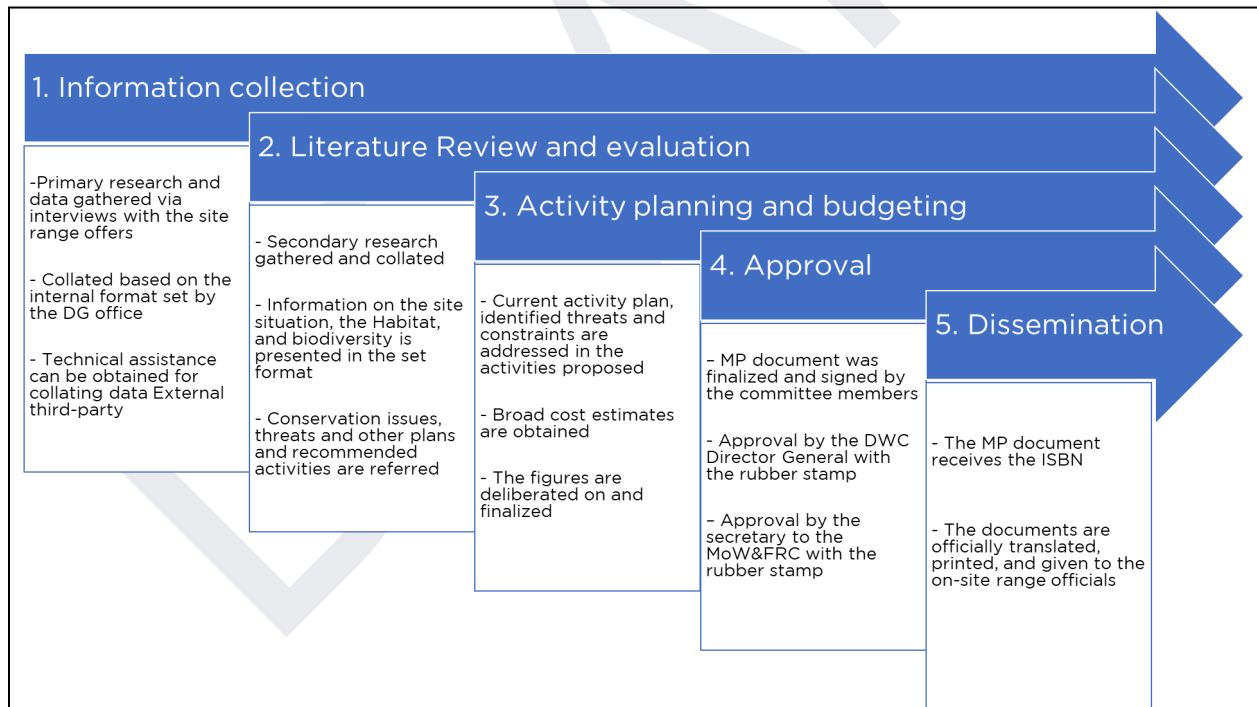 1. Information collection
-Primary research and
data gathered via
interviews with the site
range offers
- Collated based on the
internal format set by
the DG office
- Technical assistance
can be obtained for
collating data External
third-party
2. Literature Review and evaluation
- Secondary research
gathered and collated
- Information on the site
situation, the Habitat,
and biodiversity is
presented in the set
format
- Conservation issues,
threats and other plans
and recommended
activities are referred
3. Activity planning and budgeting
- Current activity plan,
identified threats and
constraints are
addressed in the
activities proposed
- Broad cost estimates
are obtained
- The figures are
deliberated on and
finalized
4. Approval
– MP document was
finalized and signed by
the committee members
- Approval by the DWC
Director General with
the rubber stamp
– Approval by the
secretary to the
MoW&FRC with the
rubber stamp
5. Dissemination
- The MP document
receives the ISBN
- The documents are
officially translated,
printed, and given to the
on-site range officials